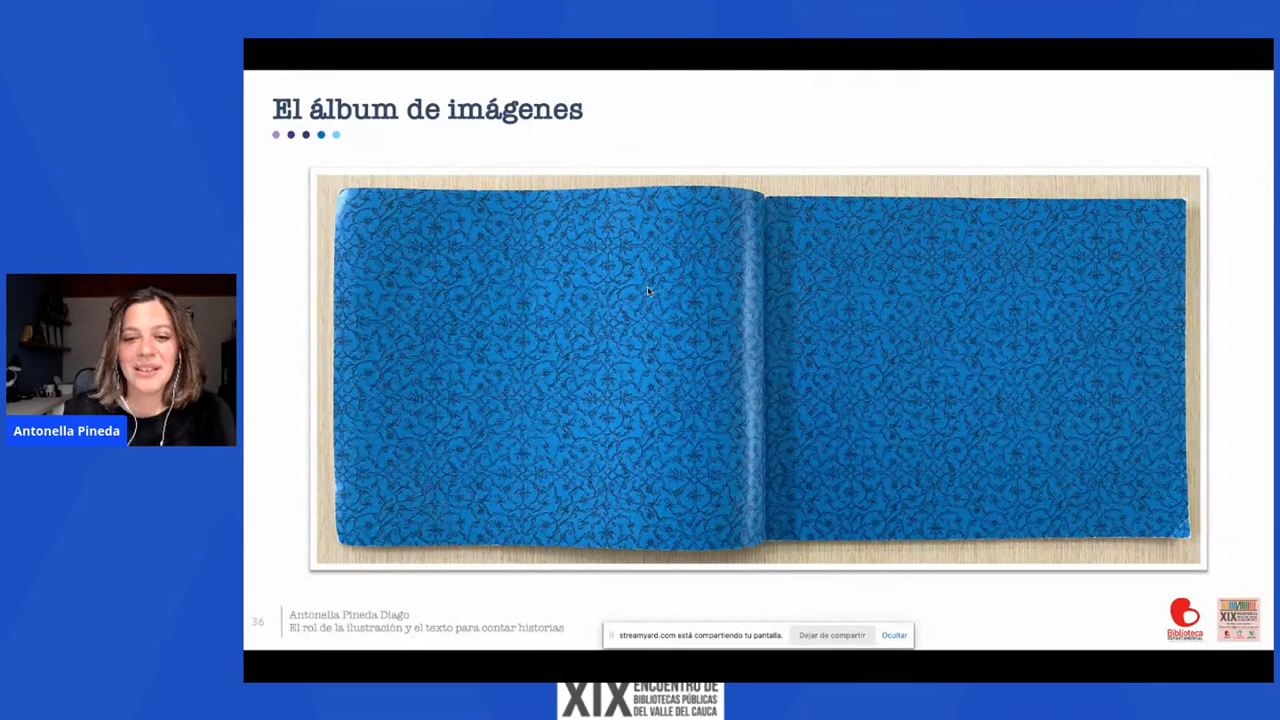 El álbum de imágenes
Antonella Pineda
36
Antonella Pineda Diago
El rol de la ilustración y el texto para contar historias
streamyard.com está compartiendo tu pantalla.
Dejar de compartir
Ocultar
Biblioteca
DEPARTAMENTAL
XIX
XIX
ENCUENTRO DE
BIBLIOTECAS PÚBLICAS
DEL VALLE DEL CAUCA